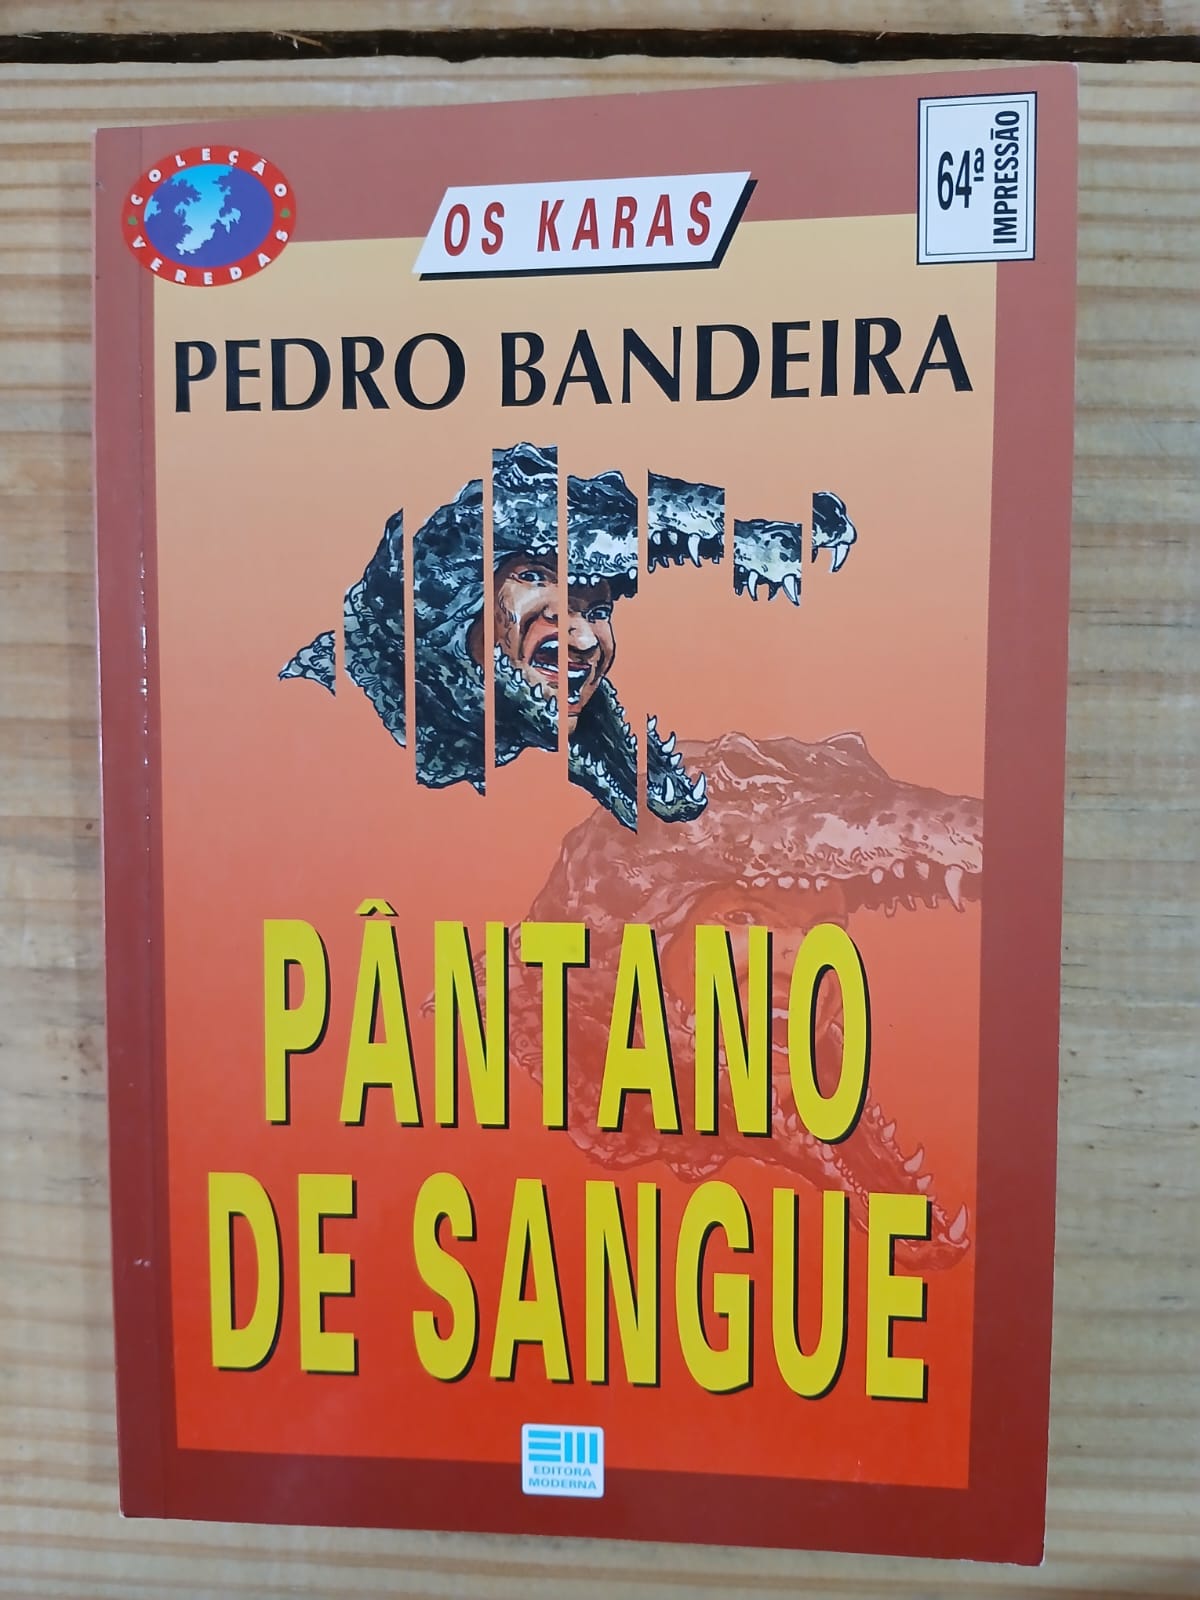 COLEÇÃO
VEREDAS
OS KARAS
64ª
IMPRESSÃO
PEDRO BANDEIRA
PÂNTANO
DE SANGUE
EDITORA
MODERNA